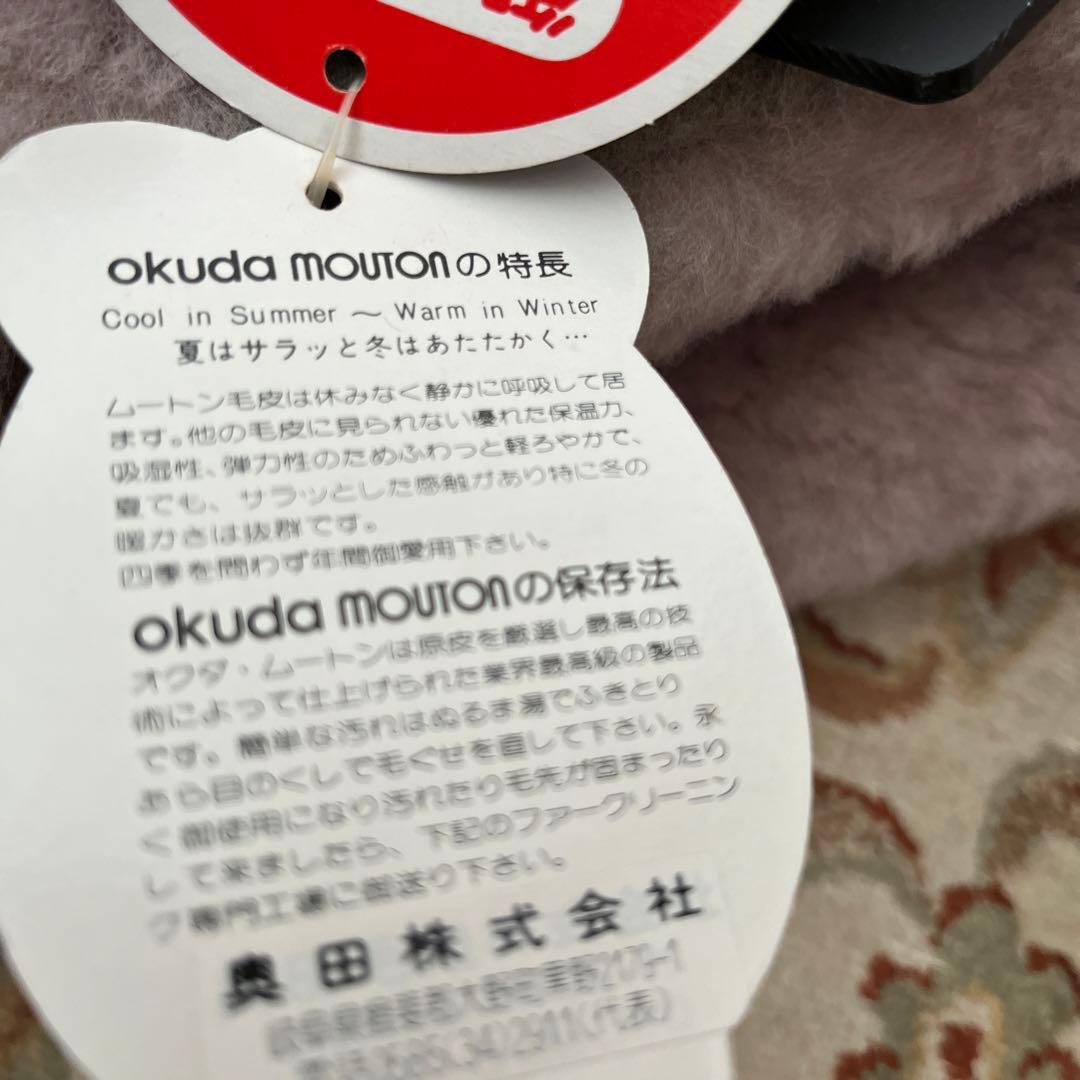 okuda mouTonの特長
Cool in Summer ～ Warm in Winter
夏はサラッと冬はあたたかく…
ムートン毛皮は休みなく静かに呼吸して居
ます。他の毛皮に見られない優れた保温力、
吸湿性、弾力性のためふわっと軽ろやかで、
夏でも、サラッとした感触があり特に冬の
暖かさは抜群です。
四季を問わず年間御愛用下さい。
okuda mouTonの保存法
オクダ・ムートンは原皮を厳選し最高の技
術によって仕上げられた業界最高級の製品
です。簡単な汚れはぬるま湯でふきとり
あら目のくしで毛ぐせを直して下さい。永
く御使用になり汚れたり毛先が固まったり
して来ましたら、下記のファークリーニン
グ専門工場に御送り下さい。
奥田株式会社
岐阜県揖斐郡大野町
(代表)